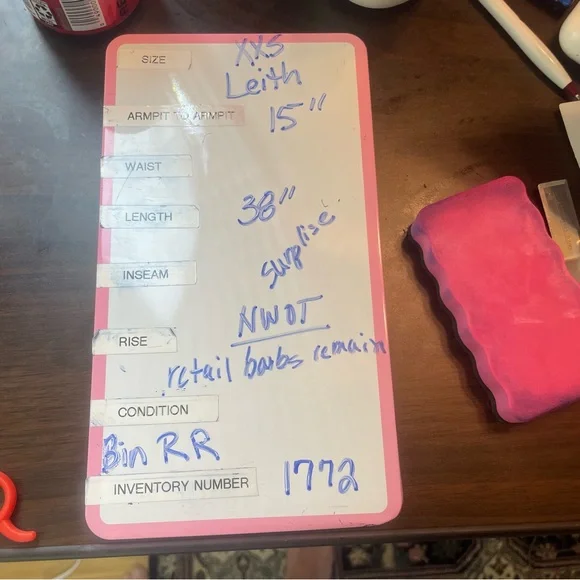 SIZE XXS
Leith
ARMPIT TO ARMPIT 15"
WAIST
LENGTH 38"
surplise
INSEAM
NWOT
RISE
retail barbs remain
CONDITION
Bin RR
INVENTORY NUMBER 1772